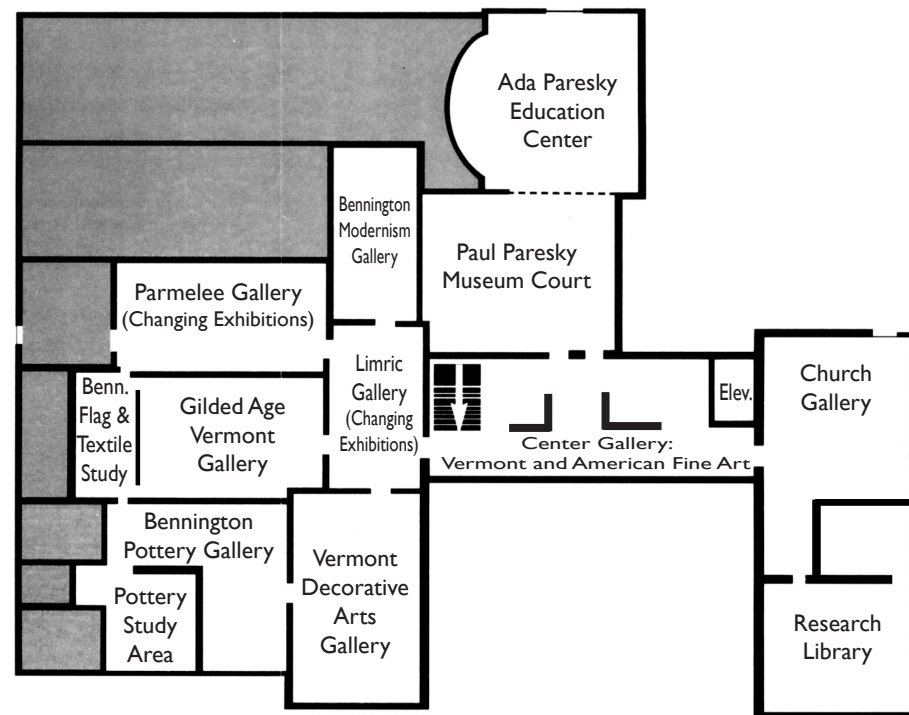 Ada Paresky
Education
Center
Bennington
Modernism
Gallery
Paul Paresky
Museum Court
Parmelee Gallery
(Changing Exhibitions)
Limric
Gallery
(Changing
Exhibitions)
Benn.
Flag &
Textile
Study
Gilded Age
Vermont
Gallery
Elev.
Church
Gallery
Center Gallery:
Vermont and American Fine Art
Bennington
Pottery Gallery
Vermont
Decorative
Arts
Gallery
Pottery
Study
Area
Research
Library